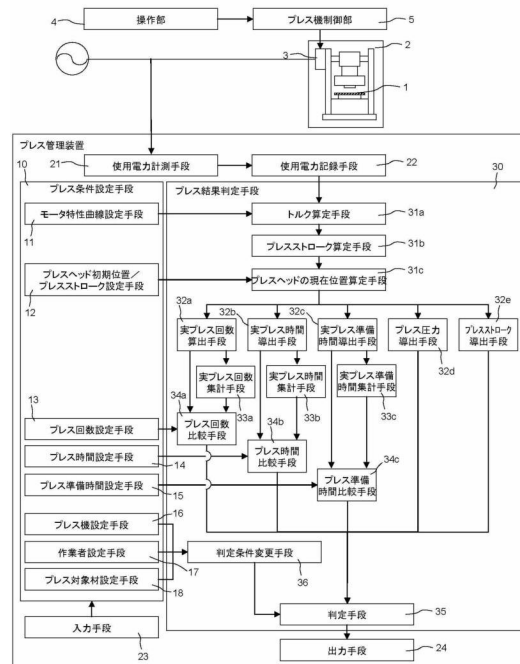 4
操作部
プレス機制御部
5
2
3
1
プレス管理装置
21
使用電力計測手段
使用電力記録手段
22
30
10
プレス条件設定手段
プレス結果判定手段
モータ特性曲線設定手段
11
トルク算定手段
31a
プレスストローク算定手段
31b
プレスヘッド初期位置/
プレスストローク設定手段
12
プレスヘッドの現在位置算定手段
31c
32a
32b
32c
32e
実プレス回数
算出手段
実プレス時間
導出手段
実プレス準備
時間導出手段
プレス圧力
導出手段
32d
プレスストローク
導出手段
実プレス回数
集計手段
33a
実プレス時間
集計手段
33b
実プレス準備
時間集計手段
33c
34a
プレス回数
比較手段
34b
プレス時間
比較手段
34c
プレス準備
時間比較手段
13
プレス回数設定手段
プレス時間設定手段
14
プレス準備時間設定手段
15
プレス機設定手段
16
作業者設定手段
17
プレス対象材設定手段
18
判定条件変更手段
36
入力手段
23
判定手段
35
出力手段
24